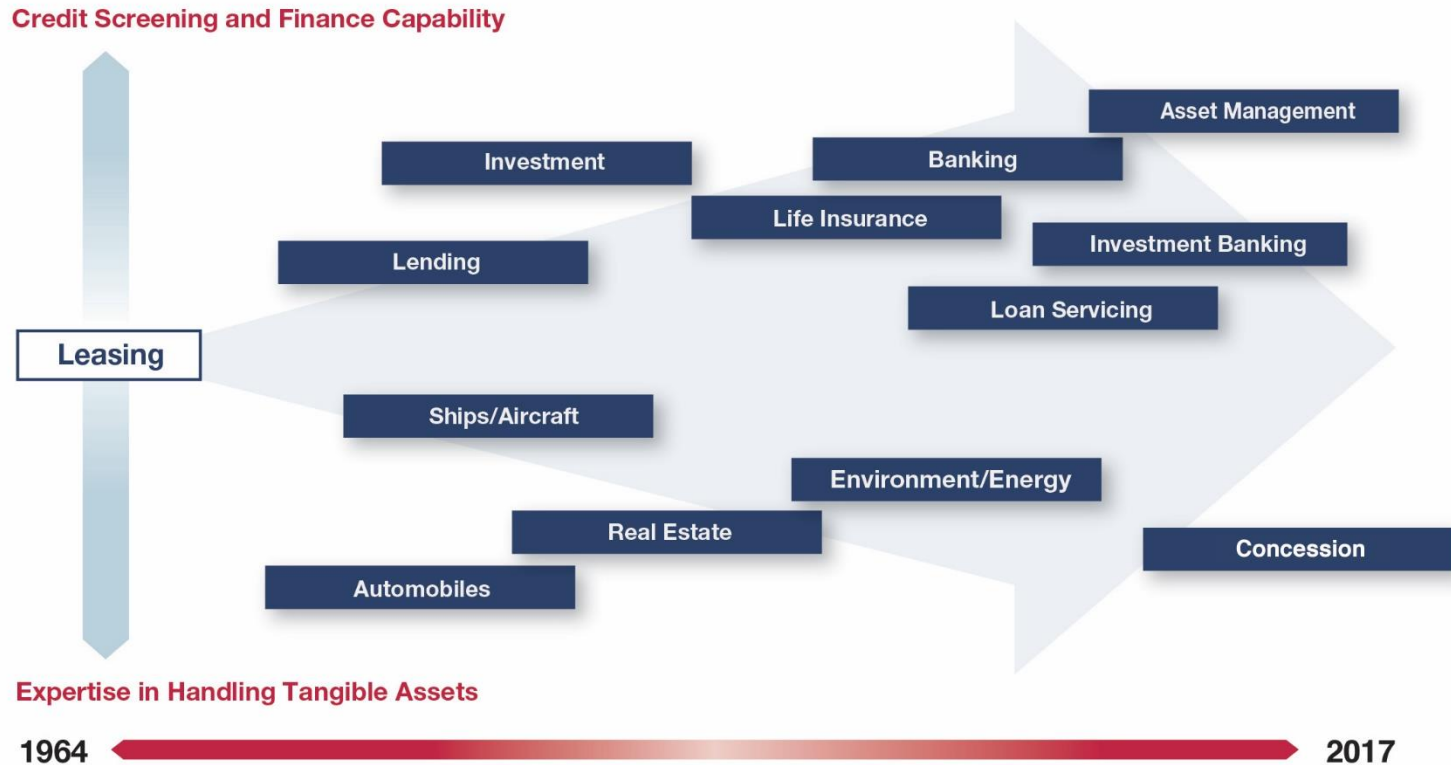 Credit Screening and Finance Capability
Asset Management
Investment
Banking
Life Insurance
Investment Banking
Lending
Loan Servicing
Leasing
Ships/Aircraft
Environment/Energy
Real Estate
Concession
Automobiles
Expertise in Handling Tangible Assets
1964
2017